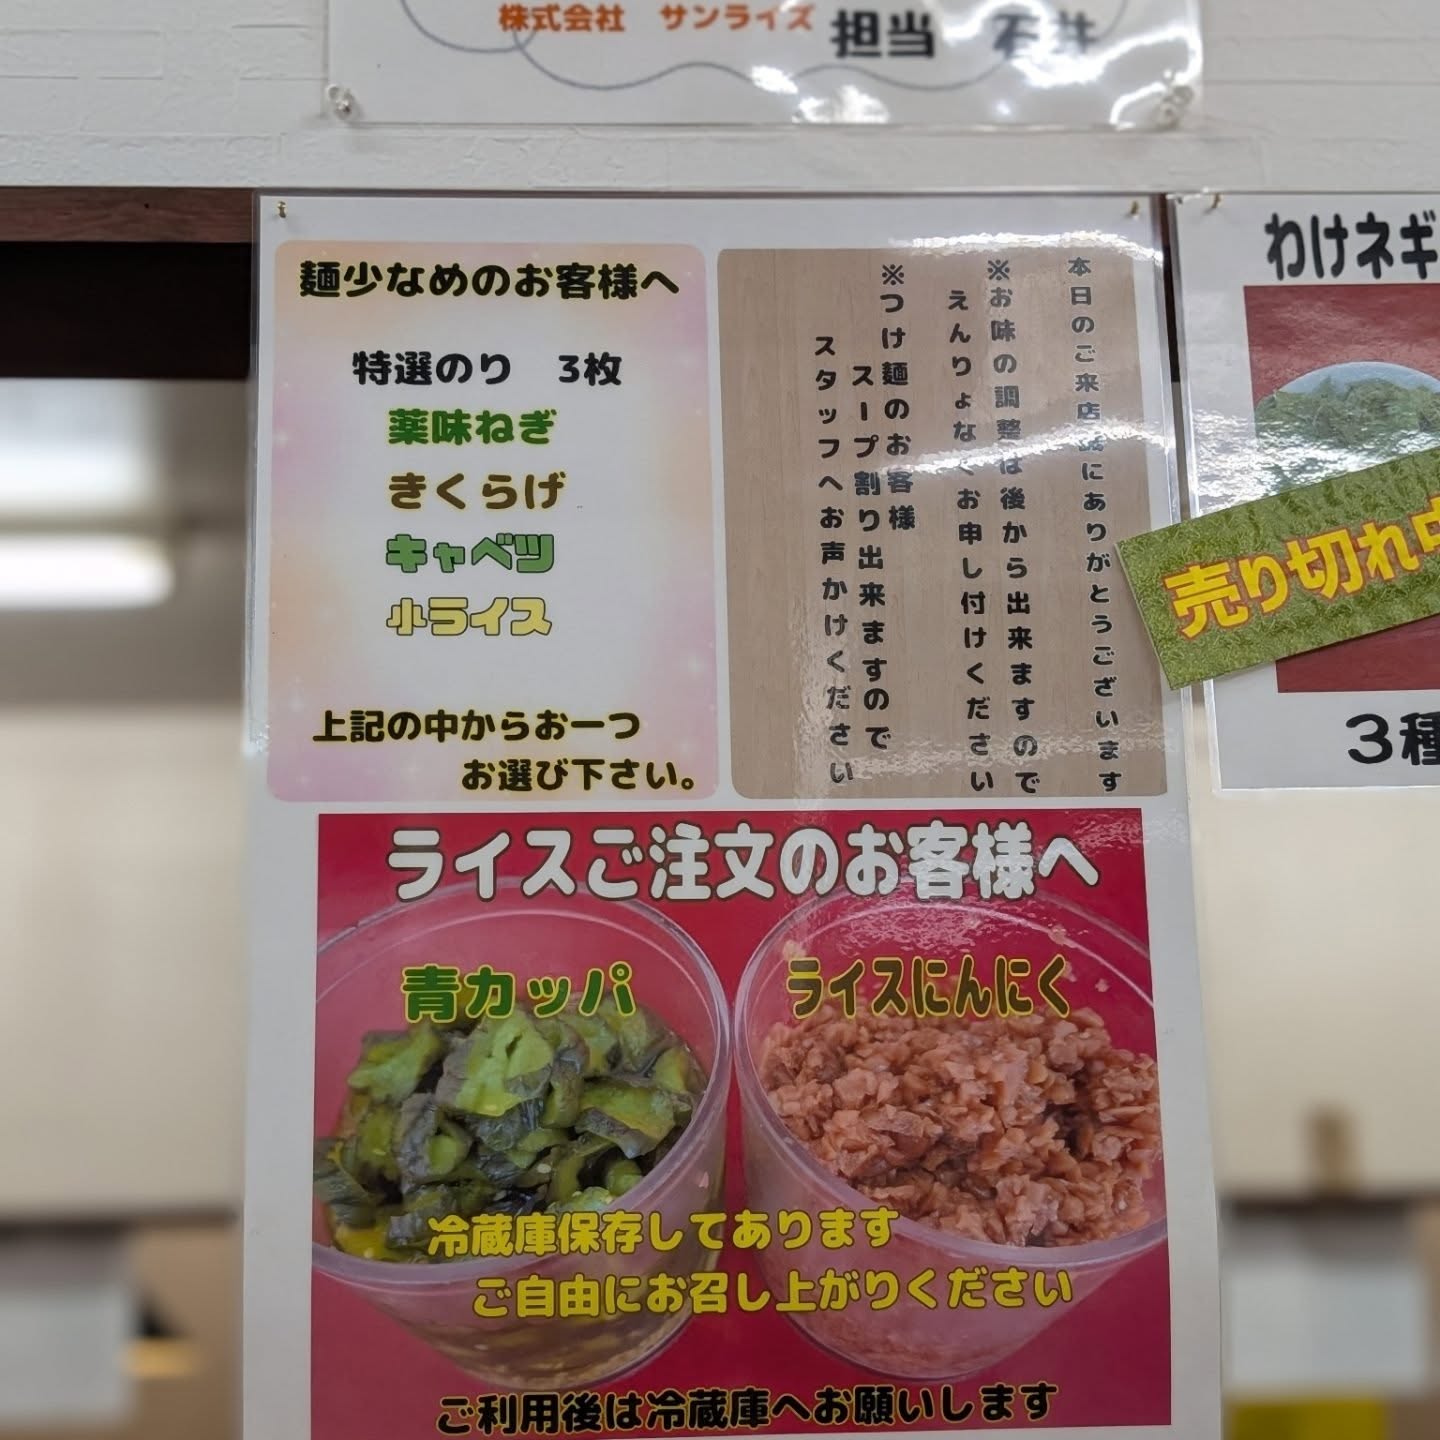 株式会社　サンライズ 担当　石井
麺少なめのお客様へ
特選のり　3枚
薬味ねぎ
きくらげ
キャベツ
小ライス
上記の中からお一つ
お選び下さい。
本日のご来店誠にありがとうございます
※お味の調整は後から出来ますので
えんりょなくお申し付けください
※つけ麺のお客様
スープ割り出来ますので
スタッフへお声かけください
わけネギ
売り切れ中
3種
ライスご注文のお客様へ
青カッパ
ライスにんにく
冷蔵庫保存してあります
ご自由にお召し上がりください
ご利用後は冷蔵庫へお願いします